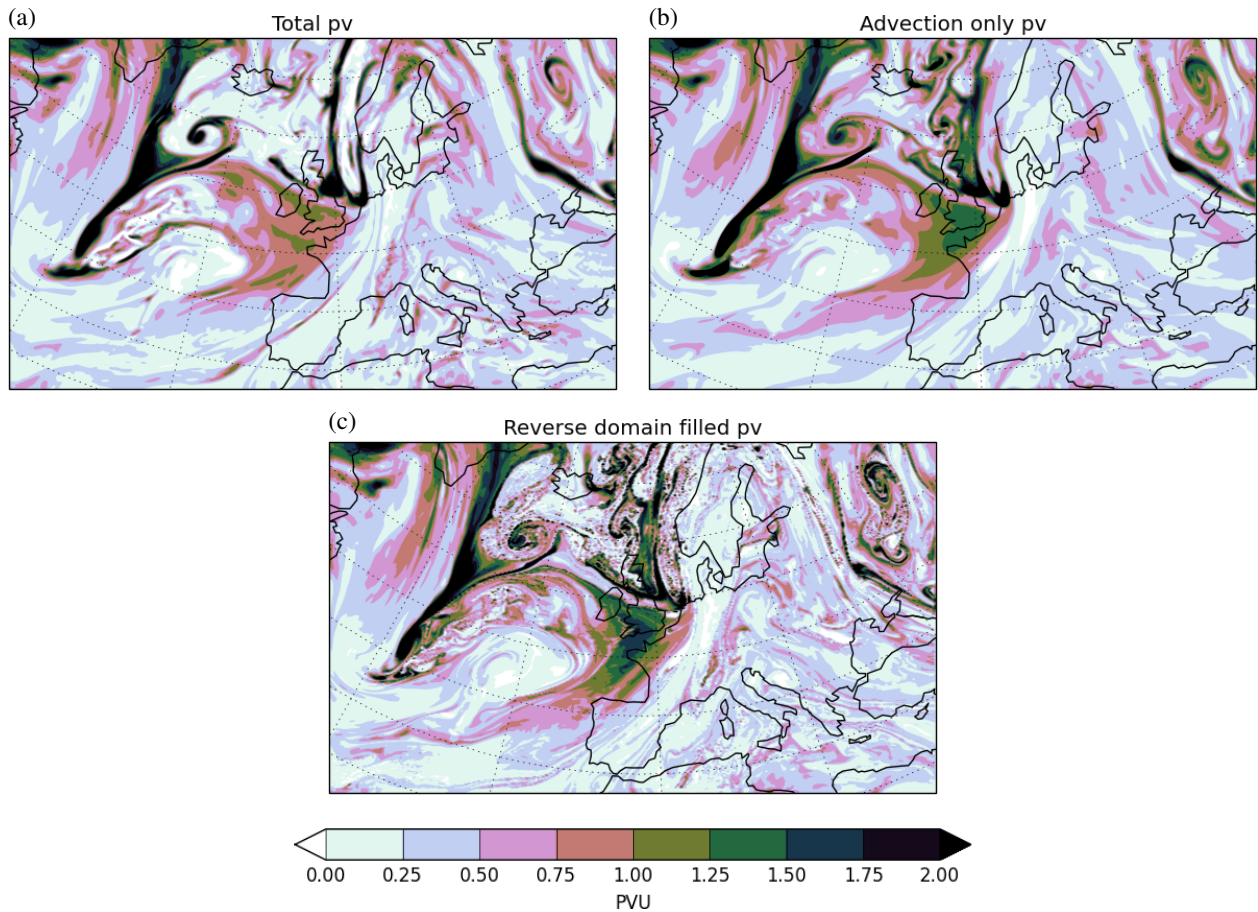 (a)
Total pv
(b)
Advection only pv
(c)
Reverse domain filled pv
0.00 0.25 0.50 0.75 1.00 1.25 1.50 1.75 2.00
PVU